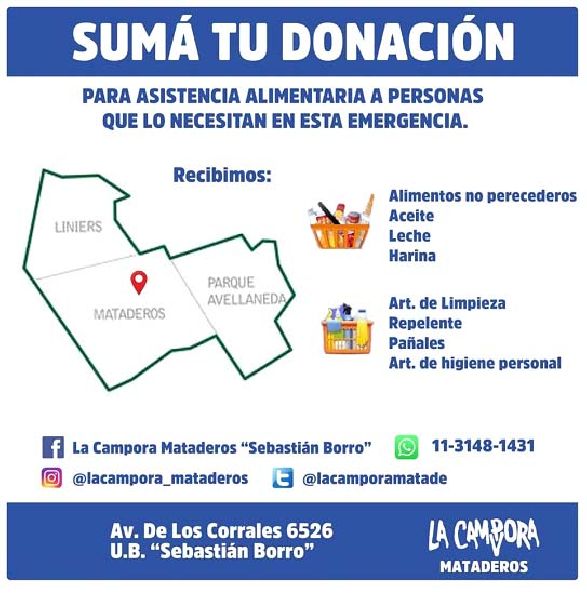 SUMÁ TU DONACIÓN
PARA ASISTENCIA ALIMENTARIA A PERSONAS
QUE LO NECESITAN EN ESTA EMERGENCIA.
Recibimos:
LINIERS
MATADEROS
PARQUE
AVELLANEDA
Alimentos no perecederos
Aceite
Leche
Harina
Art. de Limpieza
Repelente
Pañales
Art. de higiene personal
La Campora Mataderos “Sebastián Borro”
11-3148-1431
@lacampora_mataderos
@lacamporamatade
Av. De Los Corrales 6526
U.B. “Sebastián Borro”
LA CAMPORA
MATADEROS